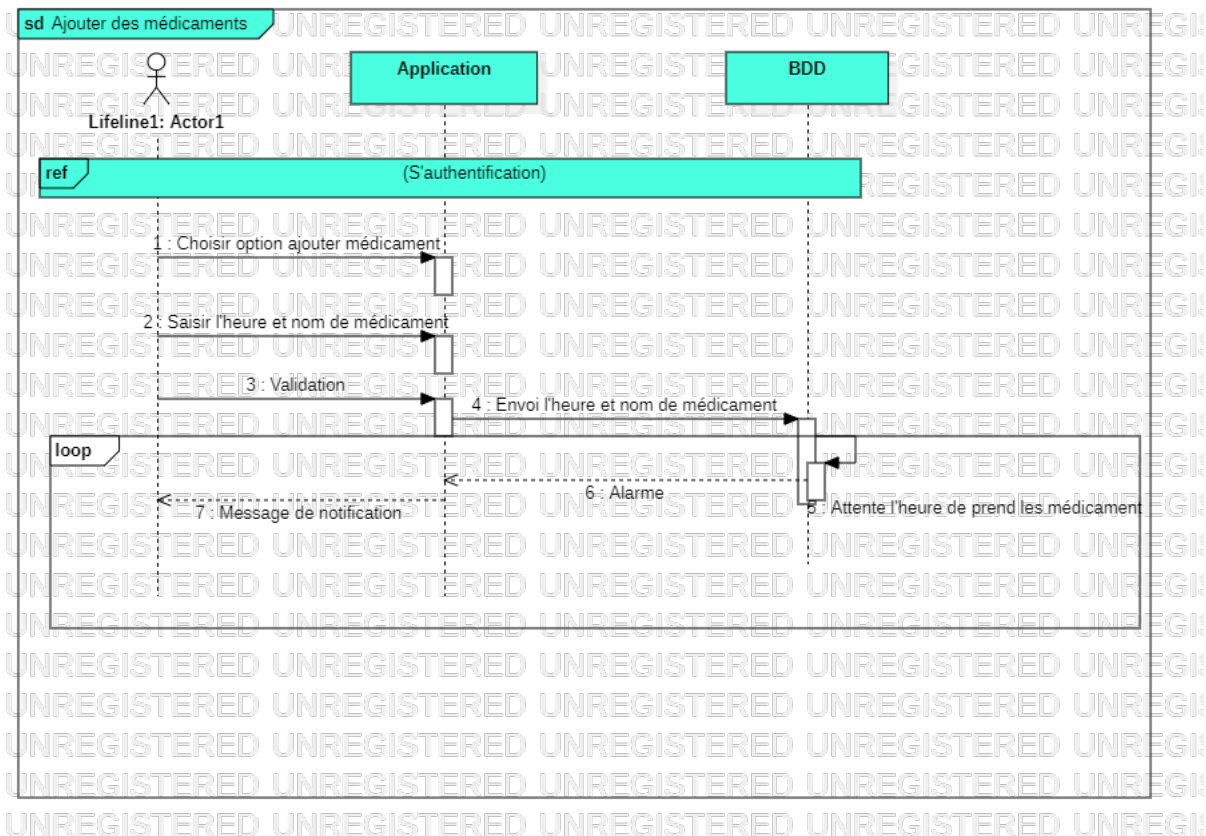 sd Ajouter des médicaments
Application
BDD
Lifeline1: Actor1
ref
(S'authentification)
1 : Choisir option ajouter médicament
2 : Saisir l'heure et nom de médicament
3 : Validation
4 : Envoi l'heure et nom de médicament
loop
6 : Alarme
5 : Attente l'heure de prend les médicament
7 : Message de notification
UNREGISTERED UNREGISTERED UNREGISTERED UNREGISTERED